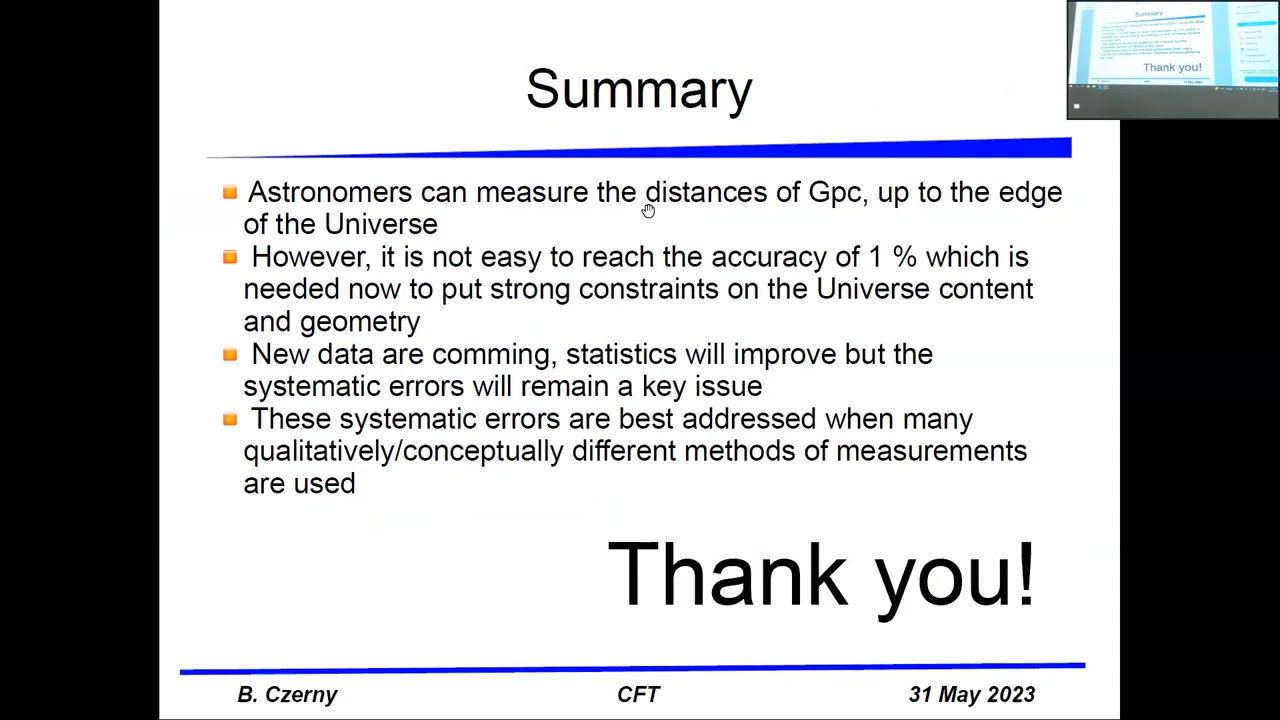 Summary
Astronomers can measure the distances of Gpc, up to the edge
of the Universe
However, it is not easy to reach the accuracy of 1 % which is
needed now to put strong constraints on the Universe content
and geometry
New data are comming, statistics will improve but the
systematic errors will remain a key issue
These systematic errors are best addressed when many
qualitatively/conceptually different methods of measurements
are used
Thank you!
B. Czerny CFT 31 May 2023
Summary
Thank you!